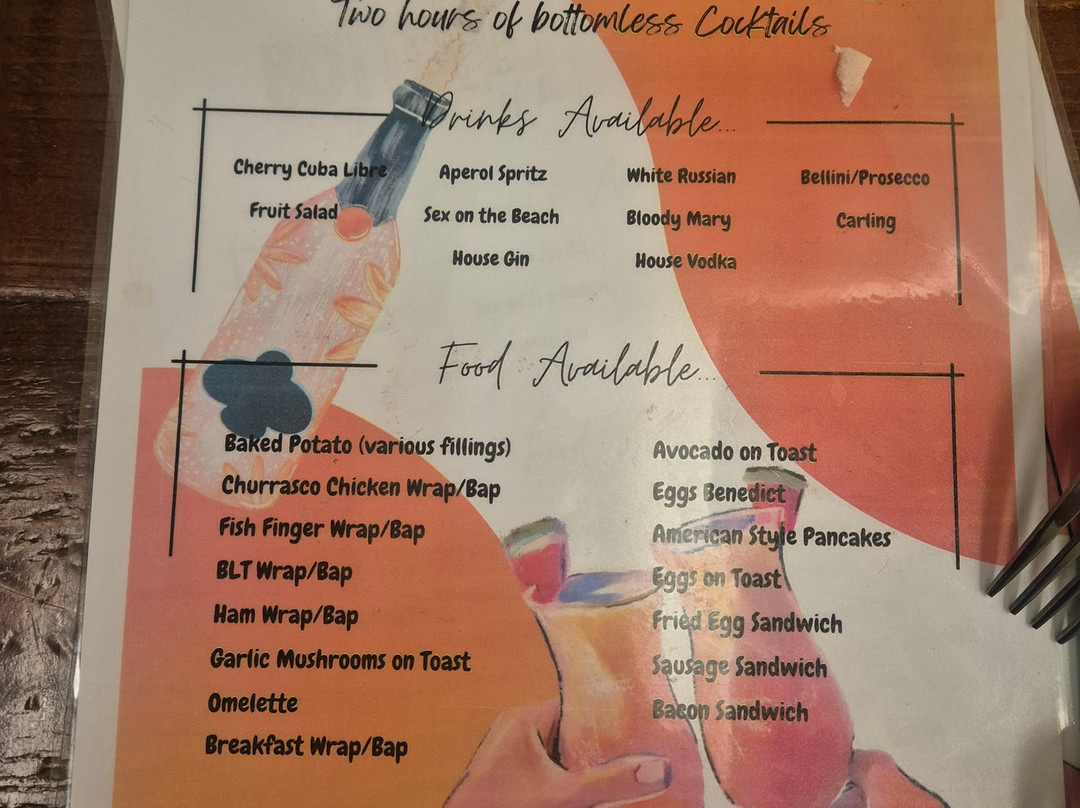 Two hours of bottomless Cocktails
Drinks Available...
Cherry Cuba Libre
Fruit Salad
Aperol Spritz
Sex on the Beach
House Gin
White Russian
Bloody Mary
House Vodka
Bellini/Prosecco
Carling
Food Available...
Baked Potato (various fillings)
Churrasco Chicken Wrap/Bap
Fish Finger Wrap/Bap
BLT Wrap/Bap
Ham Wrap/Bap
Garlic Mushrooms on Toast
Omelette
Breakfast Wrap/Bap
Avocado on Toast
Eggs Benedict
American Style Pancakes
Eggs on Toast
Fried Egg Sandwich
Sausage Sandwich
Bacon Sandwich